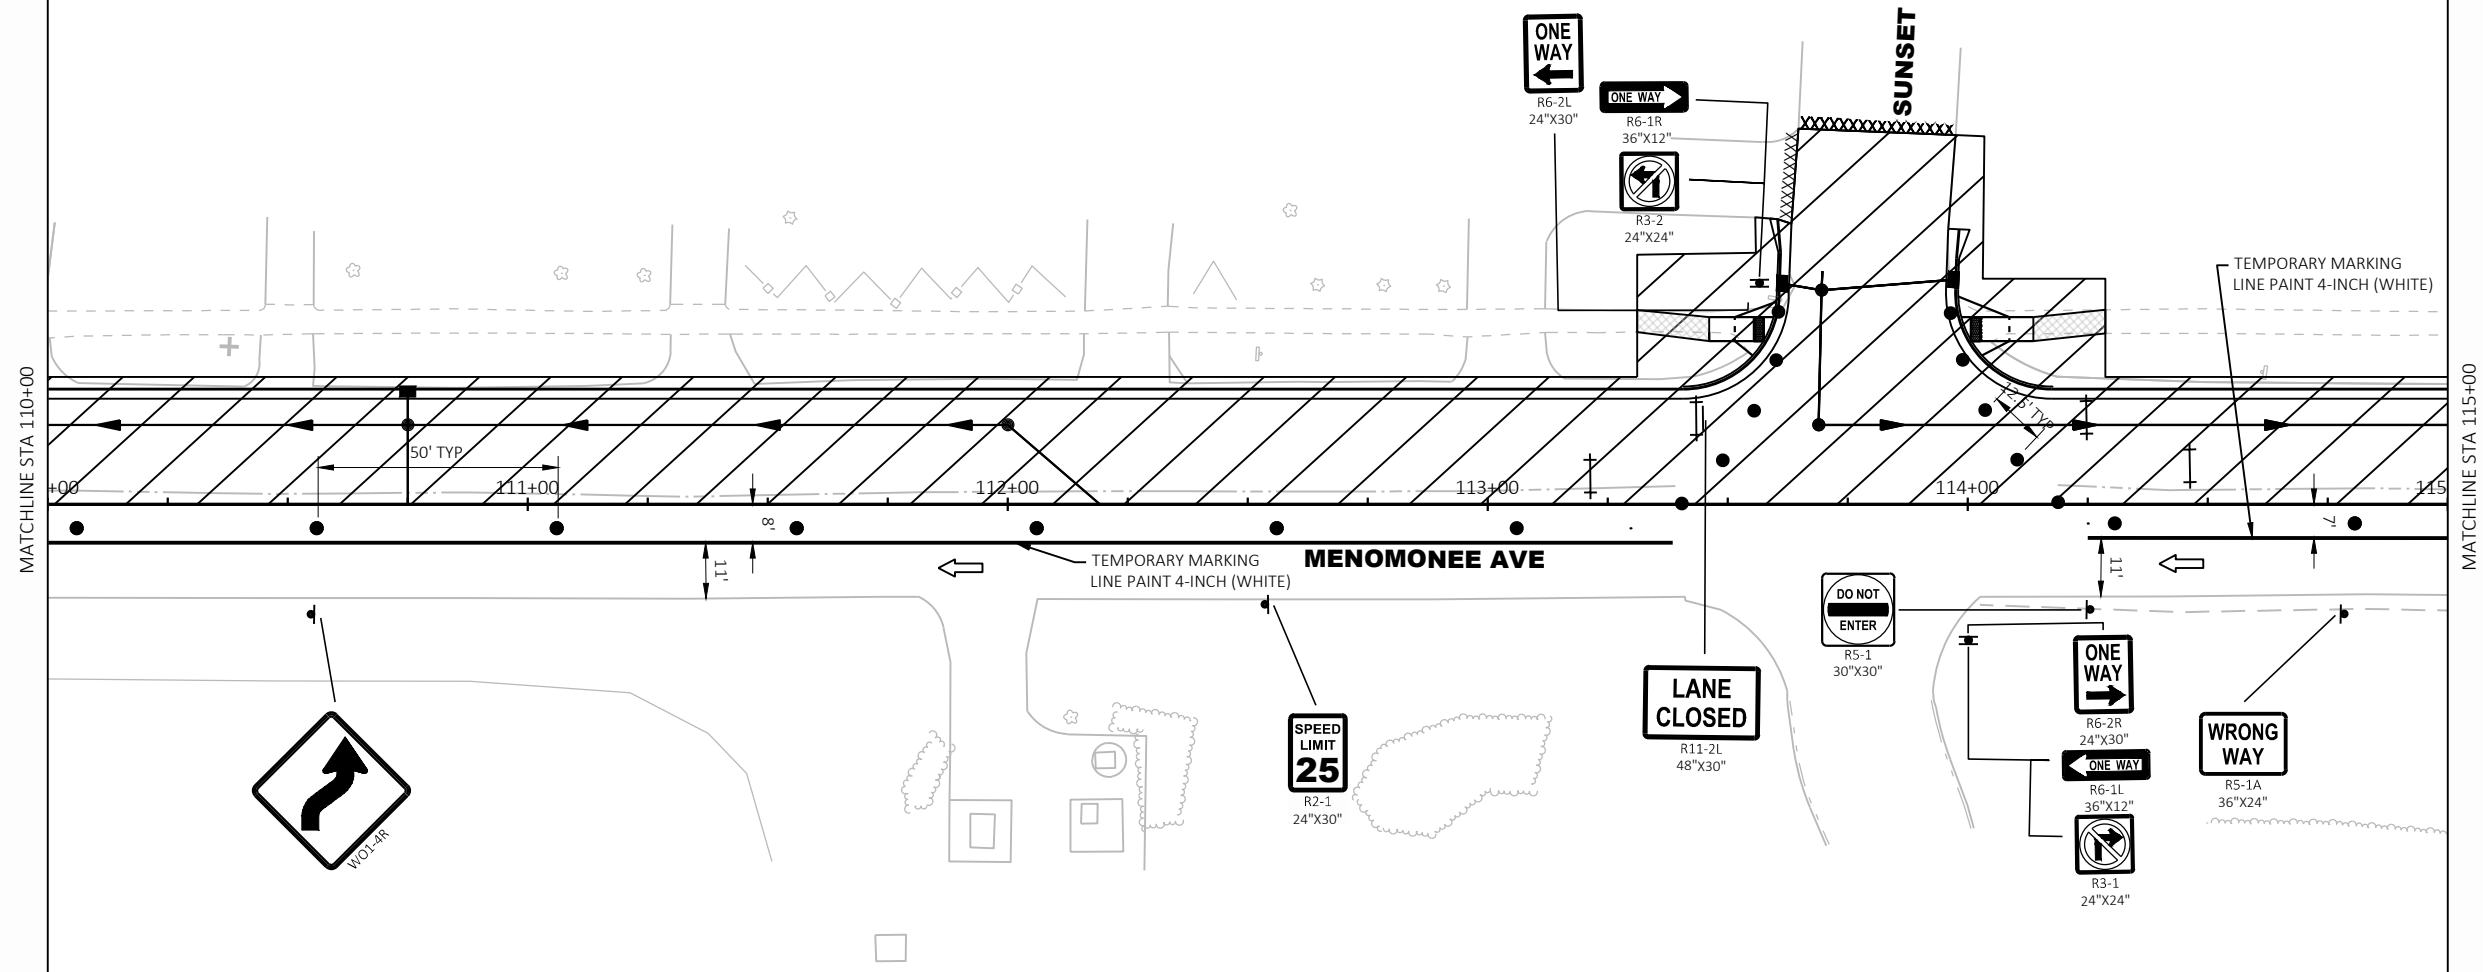 MATCHLINE STA 110+00
ONE
WAY
R6-2L
24"X30"
ONE WAY
R6-1R
36"X12"
R3-2
24"X24"
SUNSET
TEMPORARY MARKING
LINE PAINT 4-INCH (WHITE)
MATCHLINE STA 115+00
12.5' TYP
50' TYP
+00
111+00
112+00
113+00
114+00
115
8'
7'
11'
11'
TEMPORARY MARKING
LINE PAINT 4-INCH (WHITE)
MENOMONEE AVE
DO NOT
ENTER
R5-1
30"X30"
LANE
CLOSED
R11-2L
48"X30"
ONE
WAY
R6-2R
24"X30"
ONE WAY
R6-1L
36"X12"
R3-1
24"X24"
WRONG
WAY
R5-1A
36"X24"
SPEED
LIMIT
25
R2-1
24"X30"
WO1-4R